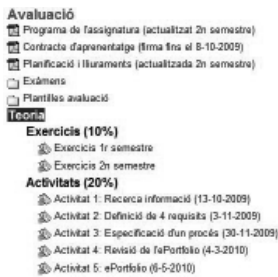 Avaluació
Programa de l'assignatura (actualitzat 2n semestre)
Contracte d'aprenentatge (firma fins el 8-10-2009)
Planificació i lliuraments (actualitzada 2n semestre)
Exàmens
Plantilles avaluació
Teoria
Exercicis (10%)
Exercicis 1r semestre
Exercicis 2n semestre
Activitats (20%)
Activitat 1: Recerca informació (13-10-2009)
Activitat 2: Definició de 4 requisits (3-11-2009)
Activitat 3: Especificació d'un procés (30-11-2009)
Activitat 4: Revisió de l'ePortfolio (4-3-2010)
Activitat 5: ePortfolio (6-5-2010)